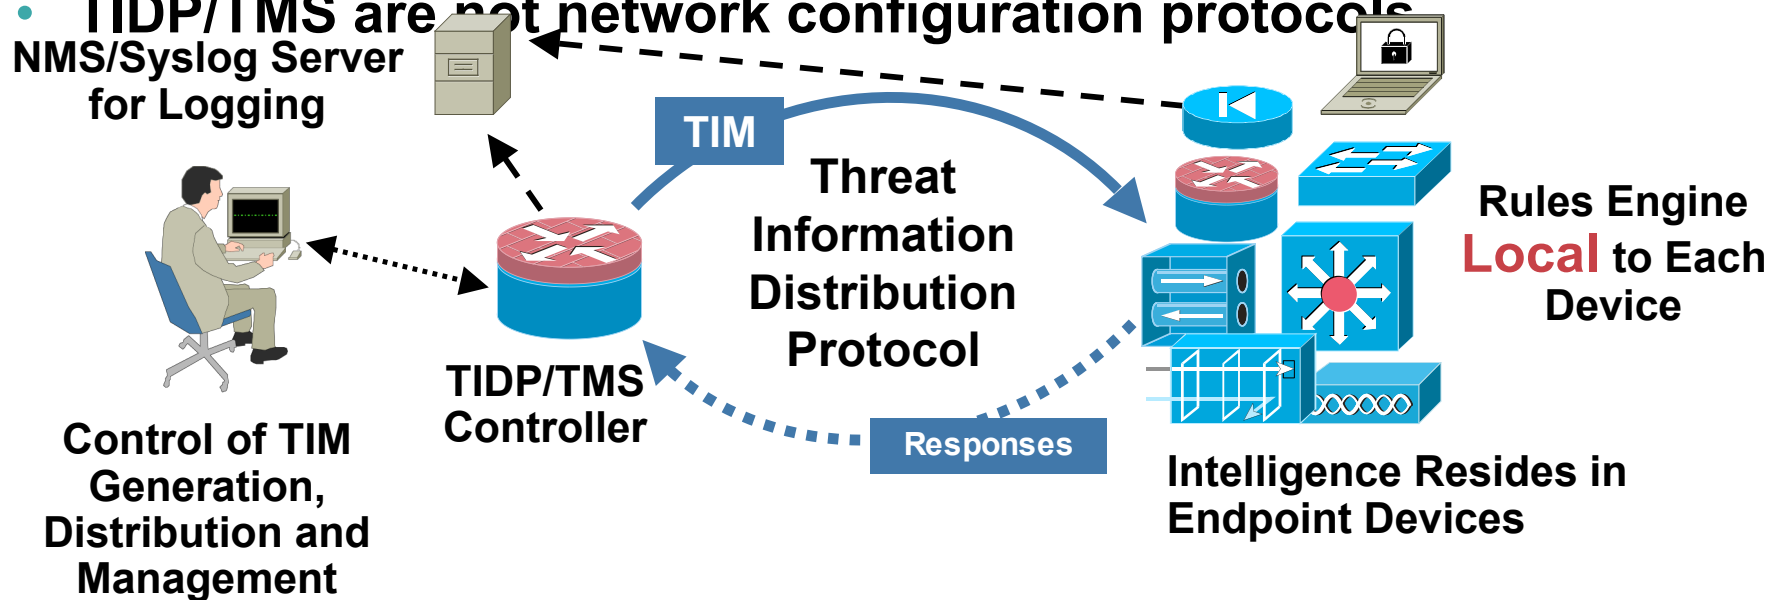 • TIDP/TMS are not network configuration protocols
NMS/Syslog Server
for Logging
TIM
Threat
Information
Distribution
Protocol
Rules Engine
Local to Each
Device
TIDP/TMS
Controller
Responses
Control of TIM
Generation,
Distribution and
Management
Intelligence Resides in
Endpoint Devices